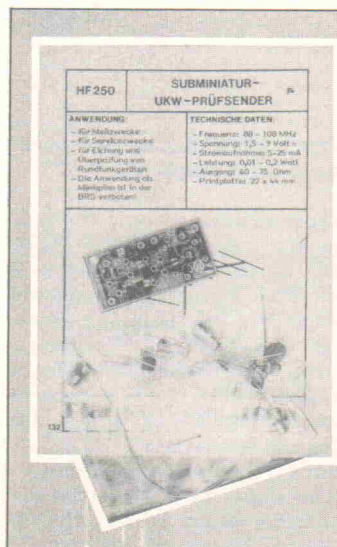 HF 250
SUBMINIATUR-
UKW-PRÜFSENDER
ANWENDUNG:
- für Meßzwecke
- für Servicezwecke
- für Eichung und
Überprüfung von
Rundfunkgeräten
- Die Anwendung als
Minispion ist in der
BRD verboten!
TECHNISCHE DATEN:
- Frequenz: 88 - 108 MHz
- Spannung: 1,5 - 9 Volt =
- Stromaufnahme: 5-25 mA
- Leistung: 0,01 - 0,2 Watt
- Ausgang: 60 - 75 Ohm
- Printplatte: 22 x 44 mm
132